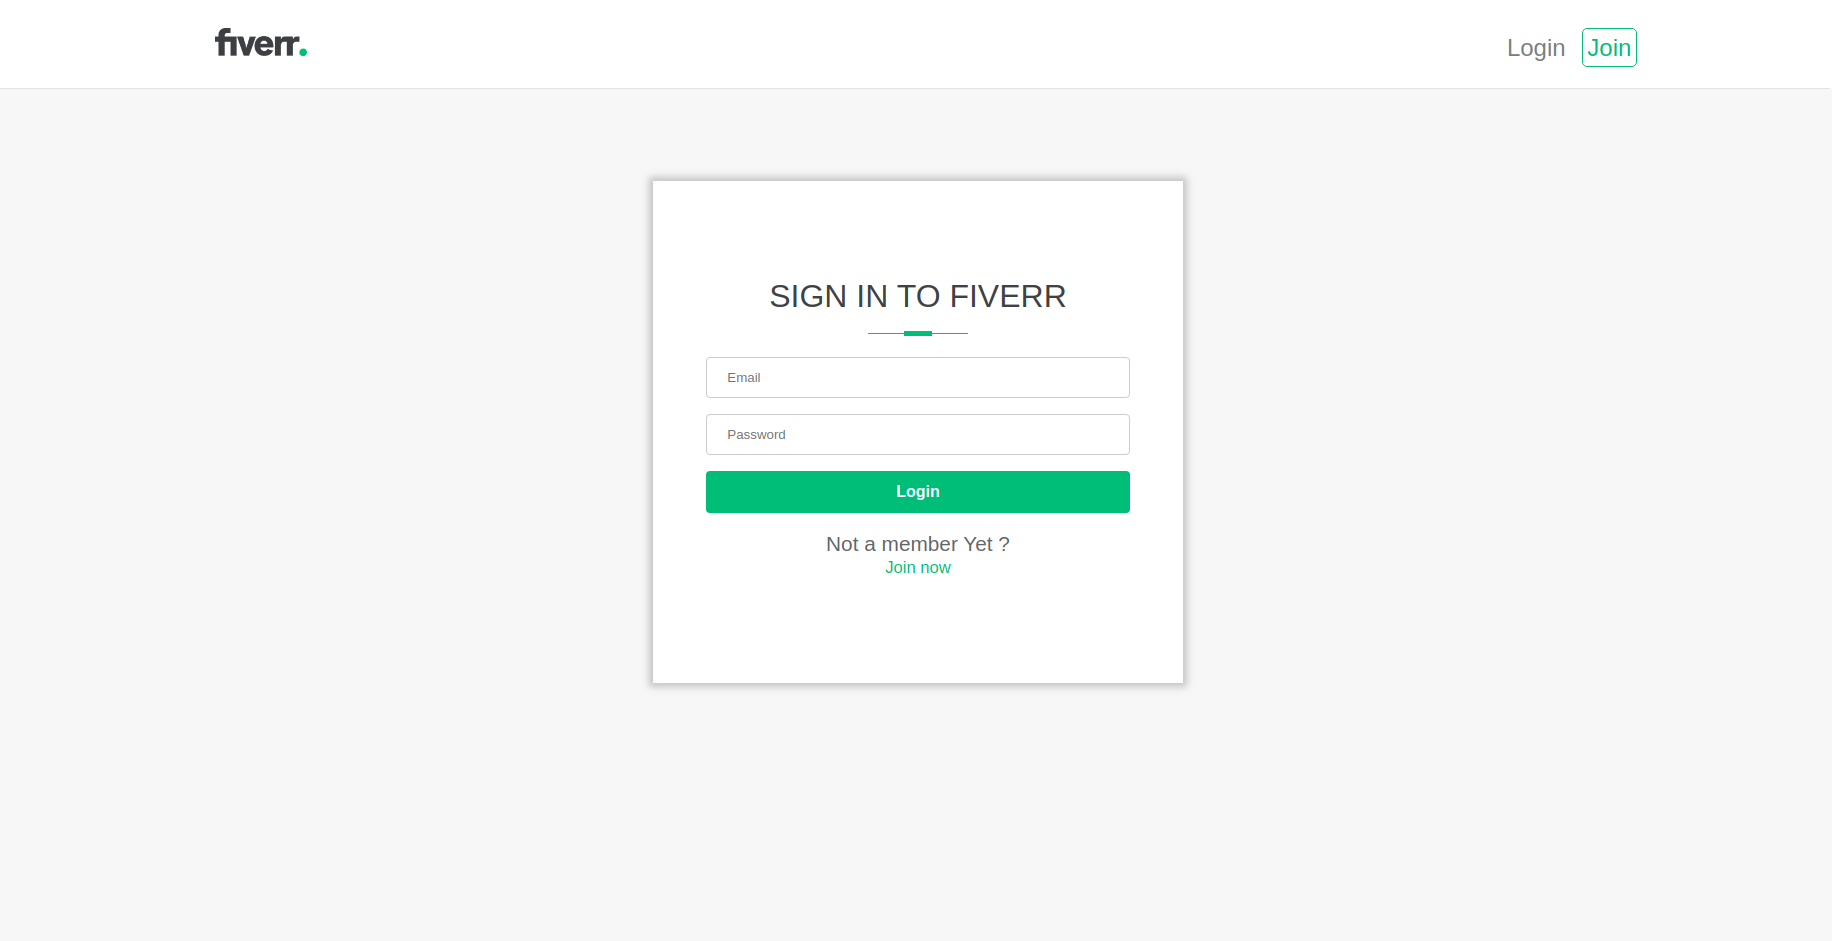 fiverr.
Login
Join
SIGN IN TO FIVERR
Email
Password
Login
Not a member Yet ?
Join now